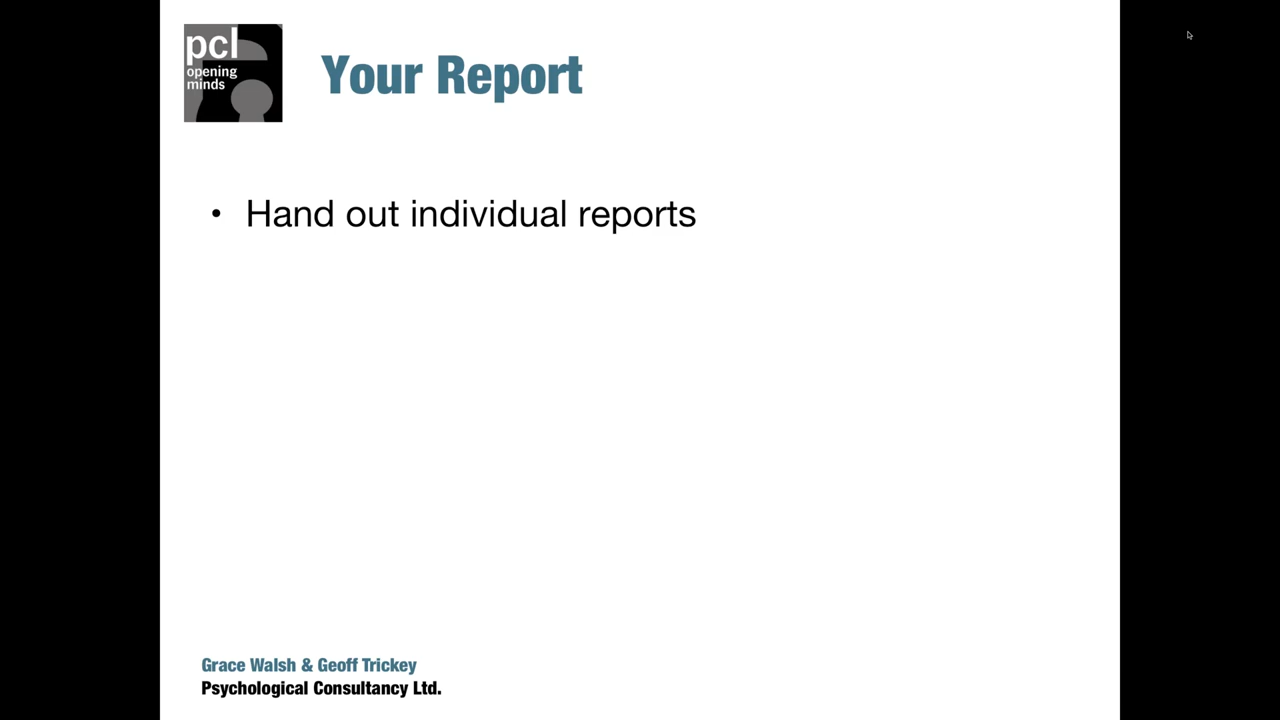 pcl
opening
minds
Your Report
• Hand out individual reports
Grace Walsh & Geoff Trickey
Psychological Consultancy Ltd.